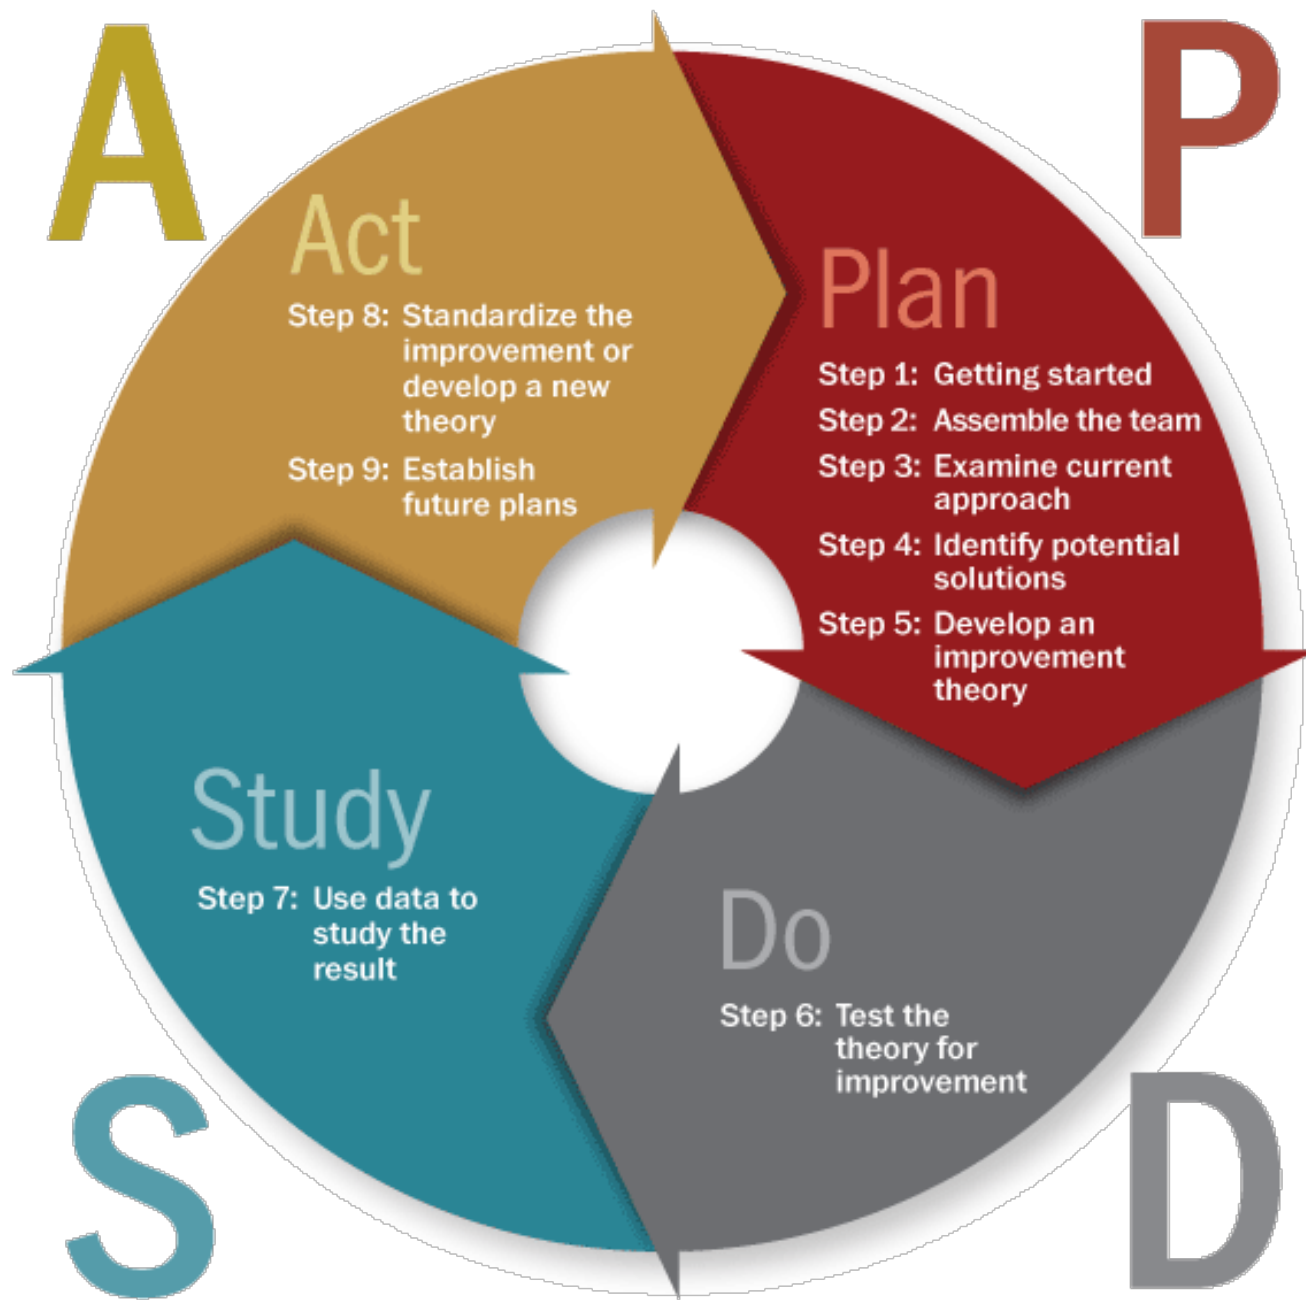 A
P
Act
Step 8: Standardize the
improvement or
develop a new
theory
Step 9: Establish
future plans
Plan
Step 1: Getting started
Step 2: Assemble the team
Step 3: Examine current
approach
Step 4: Identify potential
solutions
Step 5: Develop an
improvement
theory
Study
Step 7: Use data to
study the
result
Do
Step 6: Test the
theory for
improvement
S
D